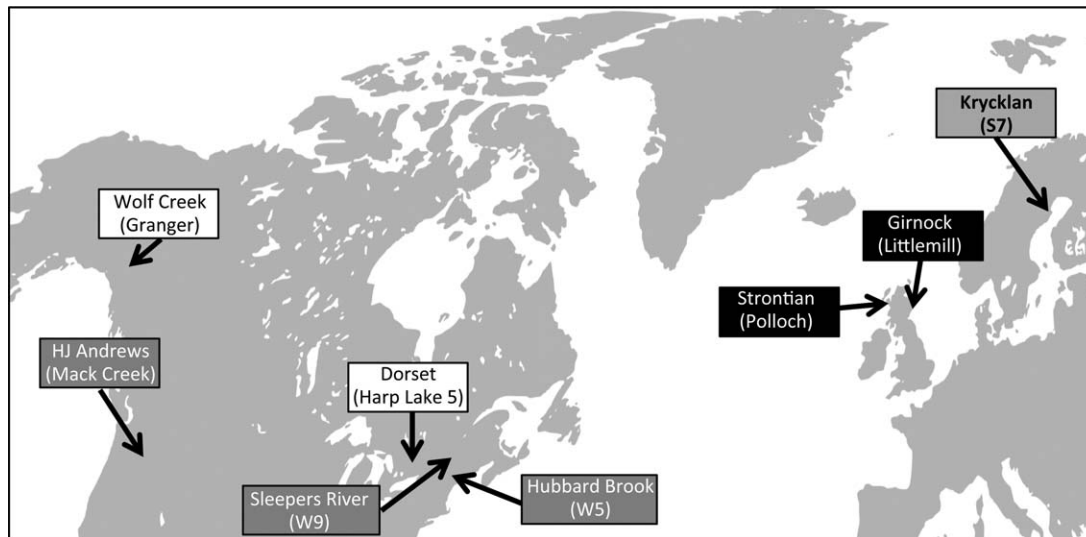 Krycklan
(S7)
Wolf Creek
(Granger)
Girnock
(Littlemill)
Strontian
(Polloch)
HJ Andrews
(Mack Creek)
Dorset
(Harp Lake 5)
Sleepers River
(W9)
Hubbard Brook
(W5)